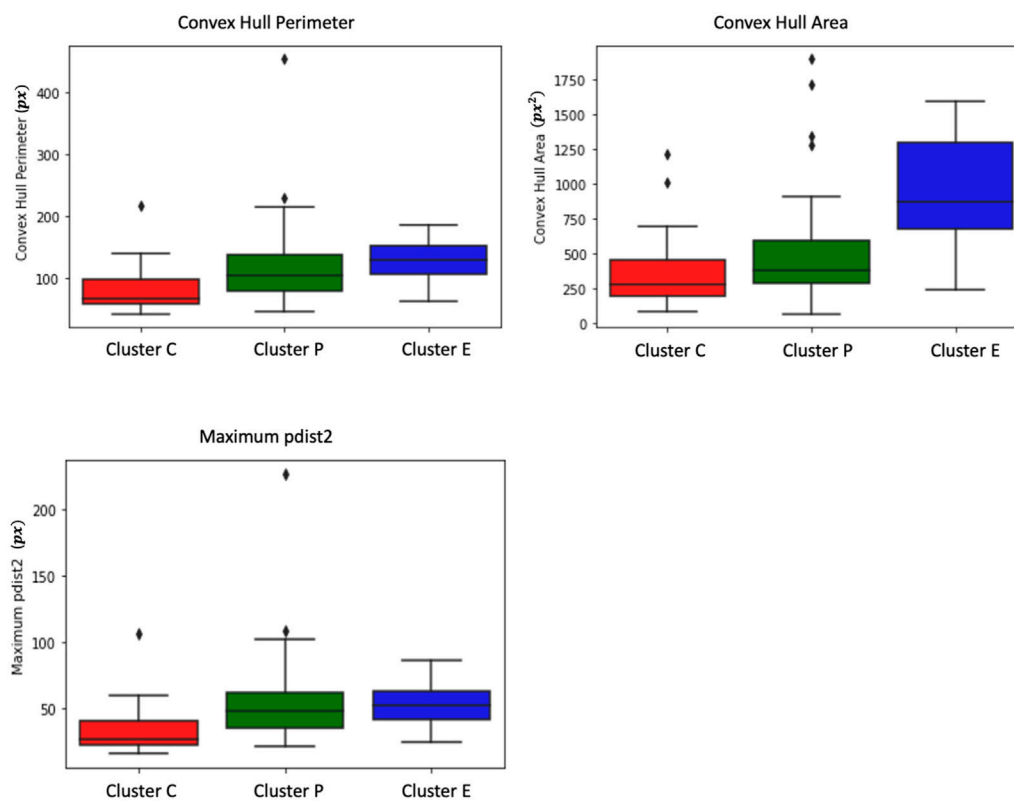 Convex Hull Perimeter
Convex Hull Perimeter (px)
400
300
200
100
Cluster C
Cluster P
Cluster E
Convex Hull Area
Convex Hull Area (px²)
1750
1500
1250
1000
750
500
250
0
Cluster C
Cluster P
Cluster E
Maximum pdist2
Maximum pdist2 (px)
200
150
100
50
Cluster C
Cluster P
Cluster E